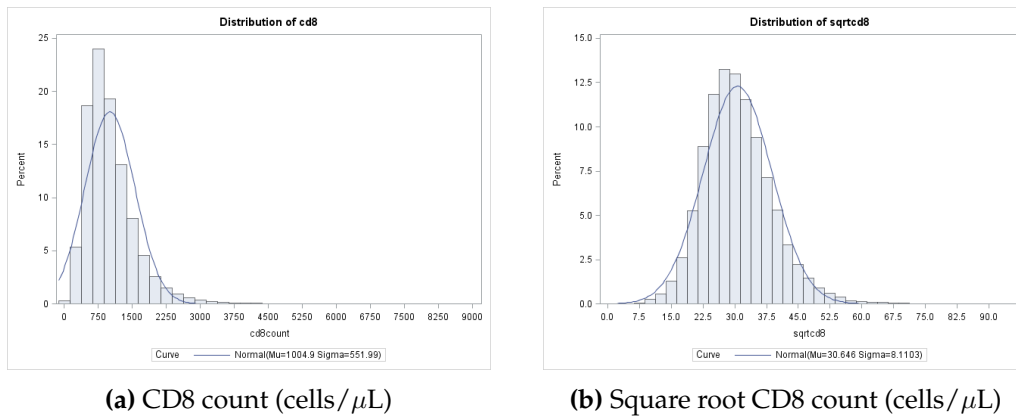 Distribution of cd8
25
20
15
10
5
0
Percent
0 750 1500 2250 3000 3750 4500 5250 6000 6750 7500 8250 9000
cd8count
Curve Normal(Mu=1004.9 Sigma=551.99)
(a) CD8 count (cells/μL)
Distribution of sqrtcd8
15.0
12.5
10.0
7.5
5.0
2.5
0.0
Percent
0.0 7.5 15.0 22.5 30.0 37.5 45.0 52.5 60.0 67.5 75.0 82.5 90.0
sqrtcd8
Curve Normal(Mu=30.646 Sigma=8.1103)
(b) Square root CD8 count (cells/μL)